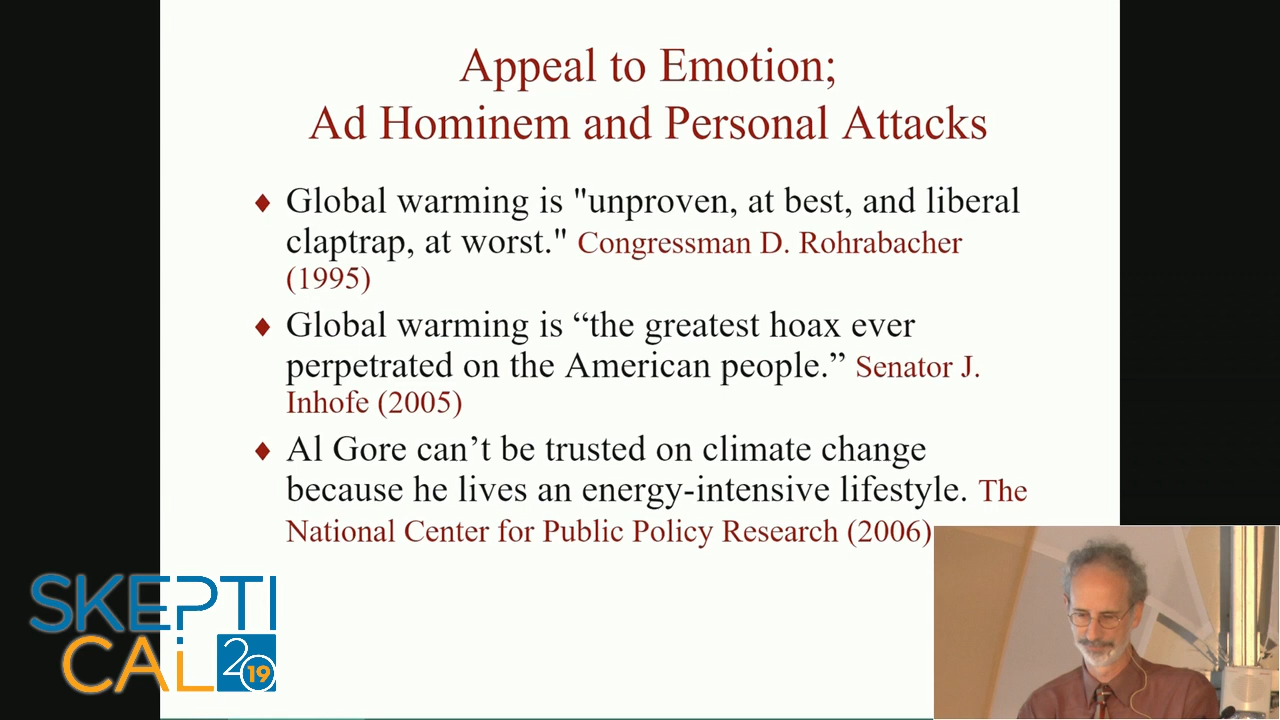 Appeal to Emotion;
Ad Hominem and Personal Attacks
Global warming is "unproven, at best, and liberal
claptrap, at worst." Congressman D. Rohrabacher
(1995)
Global warming is “the greatest hoax ever
perpetrated on the American people.” Senator J.
Inhofe (2005)
Al Gore can’t be trusted on climate change
because he lives an energy-intensive lifestyle. The
National Center for Public Policy Research (2006)
SKEPTI
CAL 2019